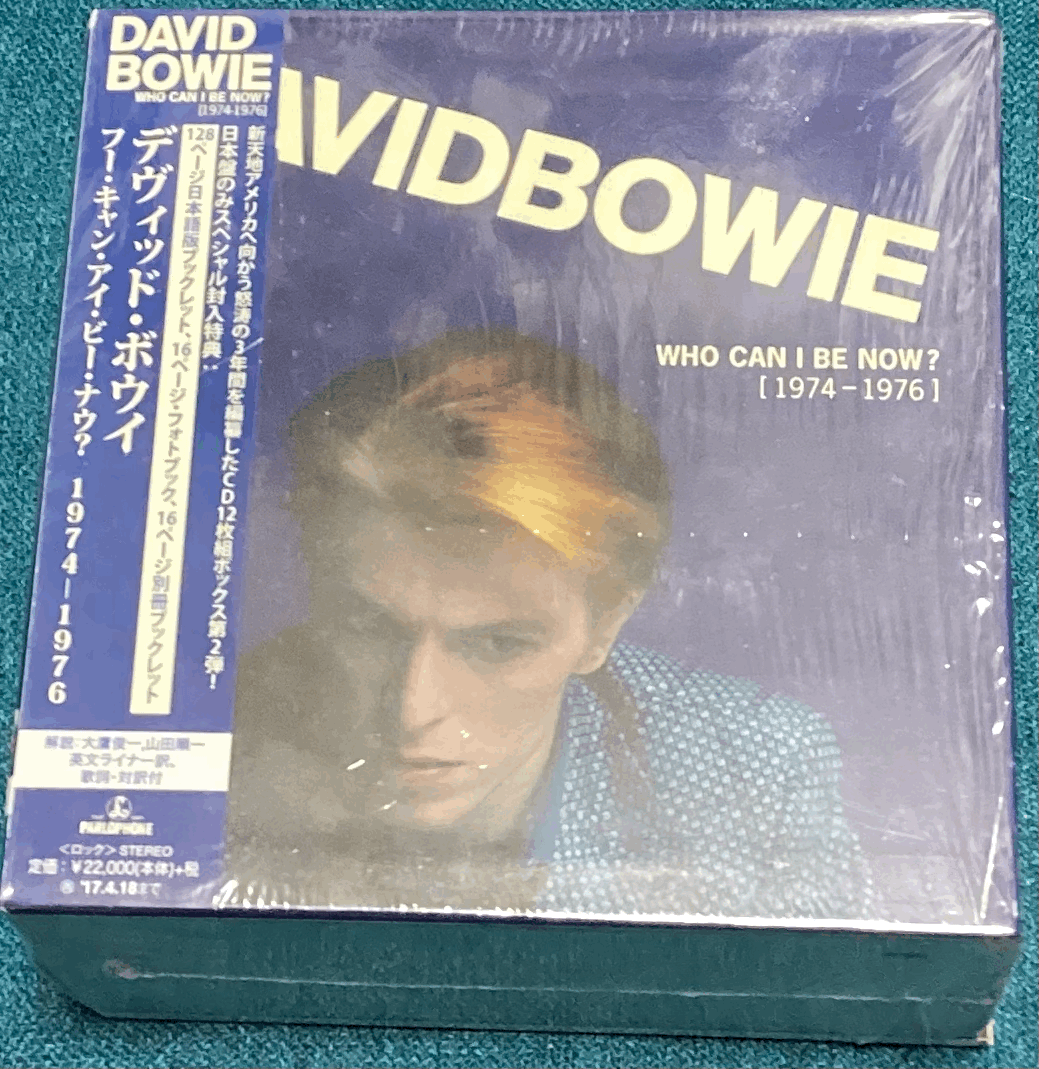 DAVID
BOWIE
WHO CAN I BE NOW?
[1974-1976]
新天地アメリカへ向かう怒涛の3年間を編纂したCD12枚組ボックス第2弾!
日本盤のみスペシャル封入特典:
128ページ日本語版ブックレット、16ページ・フォトブック、16ページ別冊ブックレット
デヴィッド・ボウイ
フー・キャン・アイ・ビー・ナウ? 1974—1976
解説:大鷹俊一,山田順一
英文ライナー訳、
歌詞・対訳付
PARLOPHONE
<ロック> STEREO
定価:¥22,000(本体)+税
'17.4.18まで
AVIDBOWIE
WHO CAN I BE NOW?
[1974–1976]